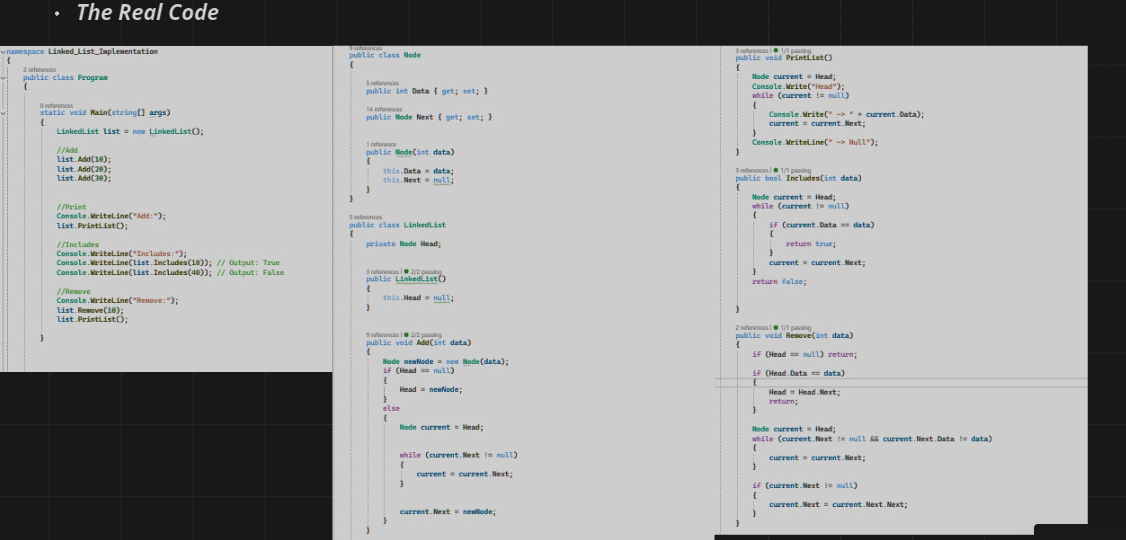 • The Real Code
namespace Linked_List_Implementation
{
2 references
public class Program
{
0 references
static void Main(string[] args)
{
LinkedList list = new LinkedList();
//Add
list.Add(10);
list.Add(20);
list.Add(30);
//Print
Console.WriteLine("Add:");
list.PrintList();
//Includes
Console.WriteLine("Includes:");
Console.WriteLine(list.Includes(10)); // Output: True
Console.WriteLine(list.Includes(40)); // Output: False
//Remove
Console.WriteLine("Remove:");
list.Remove(10);
list.PrintList();
}
9 references
public class Node
{
5 references
public int Data { get; set; }
14 references
public Node Next { get; set; }
1 reference
public Node(int data)
{
this.Data = data;
this.Next = null;
}
}
5 references
public class LinkedList
{
private Node Head;
3 references | 2/2 passing
public LinkedList()
{
this.Head = null;
}
9 references | 2/2 passing
public void Add(int data)
{
Node newNode = new Node(data);
if (Head == null)
{
Head = newNode;
}
else
{
Node current = Head;
while (current.Next != null)
{
current = current.Next;
}
current.Next = newNode;
}
}
3 references | 1/1 passing
public void PrintList()
{
Node current = Head;
Console.Write("Head");
while (current != null)
{
Console.Write(" -> " + current.Data);
current = current.Next;
}
Console.WriteLine(" -> Null");
}
3 references | 1/1 passing
public bool Includes(int data)
{
Node current = Head;
while (current != null)
{
if (current.Data == data)
{
return true;
}
current = current.Next;
}
return false;
}
2 references | 1/1 passing
public void Remove(int data)
{
if (Head == null) return;
if (Head.Data == data)
{
Head = Head.Next;
return;
}
Node current = Head;
while (current.Next != null && current.Next.Data != data)
{
current = current.Next;
}
if (current.Next != null)
{
current.Next = current.Next.Next;
}
}